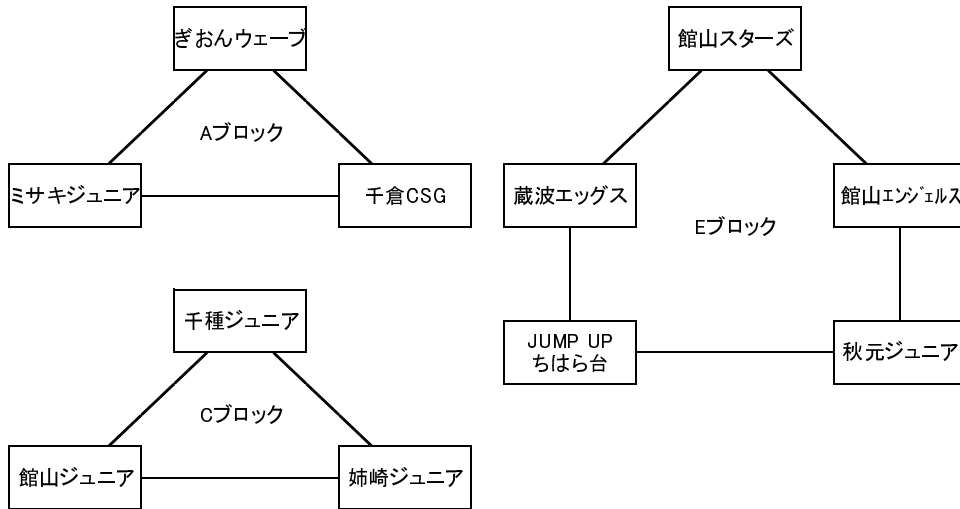 ぎおんウェーブ
Aブロック
ミサキジュニア
千倉CSG
千種ジュニア
Cブロック
館山ジュニア
姉崎ジュニア
館山スターズ
蔵波エッグス
館山ｴﾝｼﾞｪﾙｽ
Eブロック
JUMP UP
ちはら台
秋元ジュニア